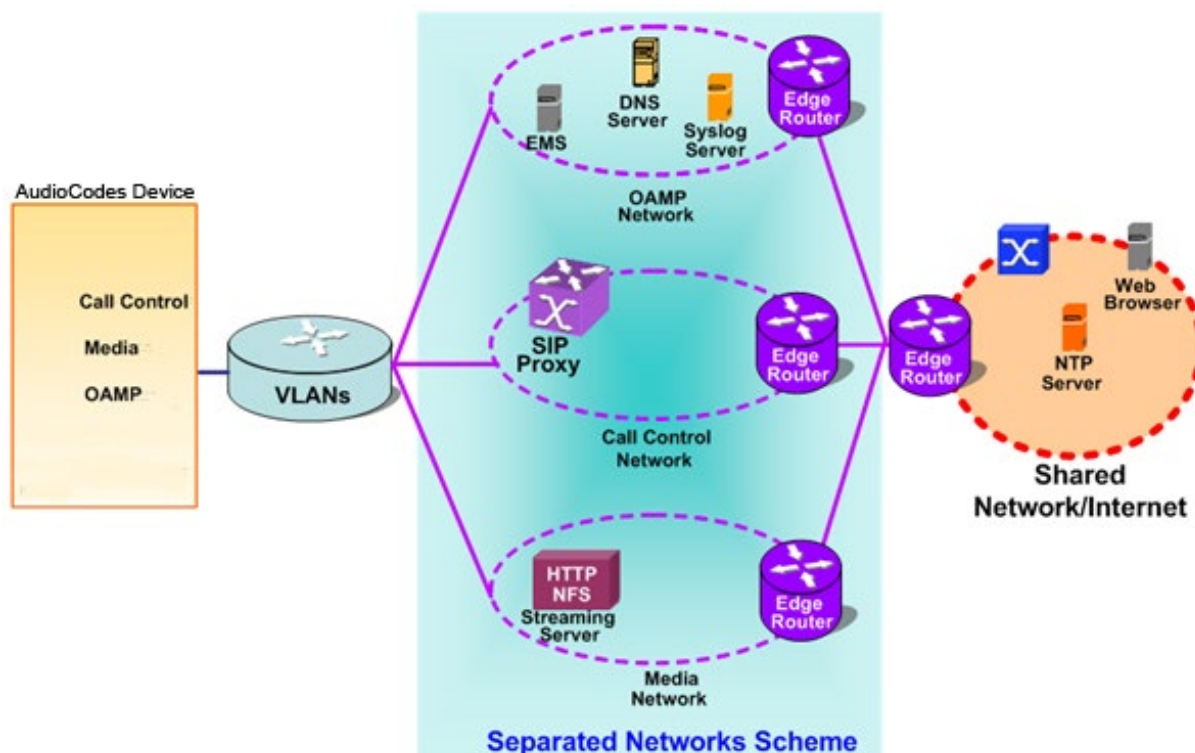 AudioCodes Device
Call Control
Media
OAMP
VLANs
EMS
DNS
Server
Syslog
Server
Edge
Router
OAMP
Network
SIP
Proxy
Edge
Router
Call Control
Network
HTTP
NFS
Streaming
Server
Edge
Router
Media
Network
Separated Networks Scheme
Edge
Router
Web
Browser
NTP
Server
Shared
Network/Internet